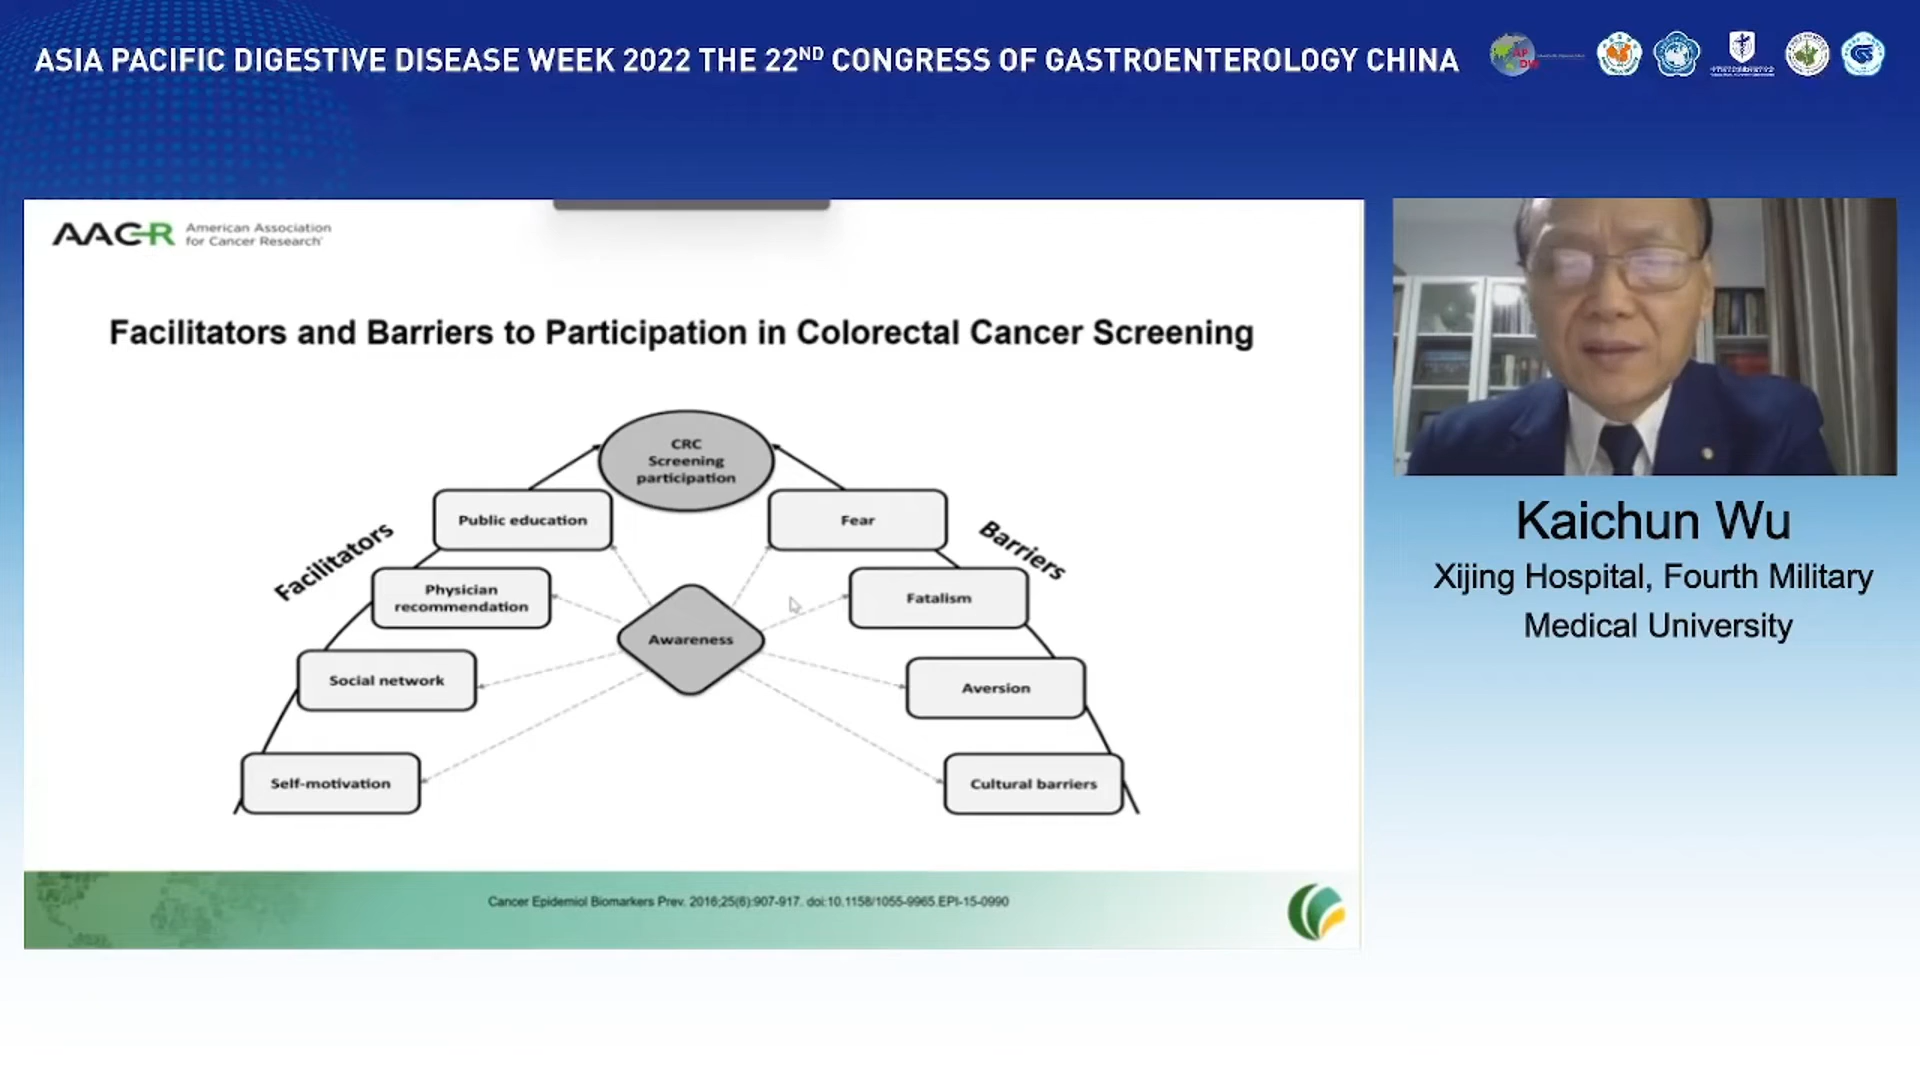 ASIA PACIFIC DIGESTIVE DISEASE WEEK 2022 THE 22ND CONGRESS OF GASTROENTEROLOGY CHINA
AACR American Association
for Cancer Research
Facilitators and Barriers to Participation in Colorectal Cancer Screening
CRC
Screening
participation
Public education
Fear
Facilitators
Barriers
Physician
recommendation
Fatalism
Awareness
Social network
Aversion
Self-motivation
Cultural barriers
Cancer Epidemiol Biomarkers Prev. 2016;25(6):907-917. doi:10.1158/1055-9965.EPI-15-0990
Kaichun Wu
Xijing Hospital, Fourth Military
Medical University